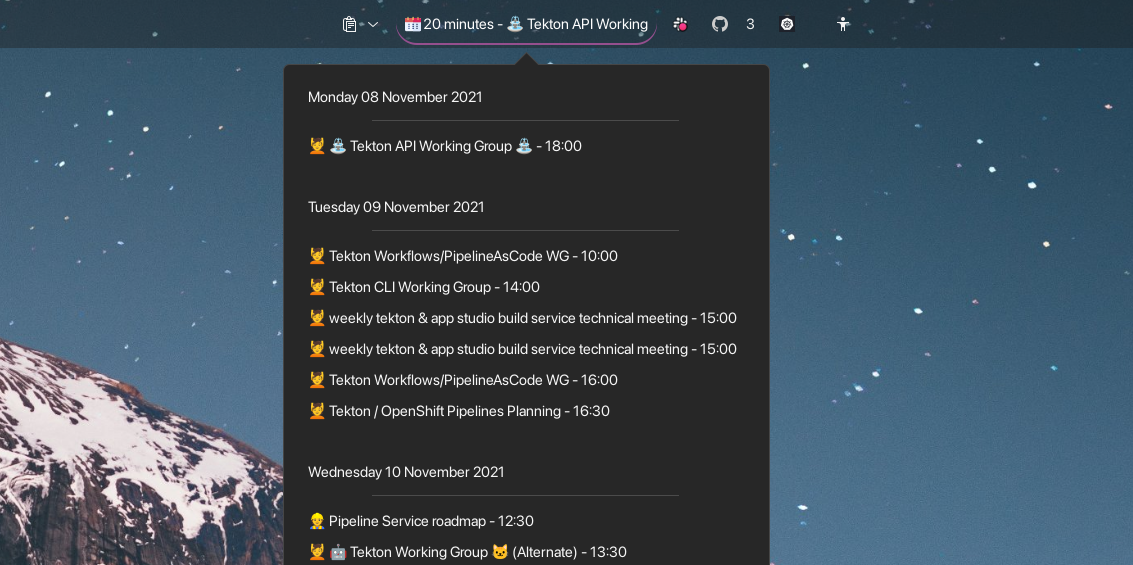 🗓️20 minutes - ⛲ Tekton API Working
3
Monday 08 November 2021
💆 ⛲ Tekton API Working Group ⛲ - 18:00
Tuesday 09 November 2021
💆 Tekton Workflows/PipelineAsCode WG - 10:00
💆 Tekton CLI Working Group - 14:00
💆 weekly tekton & app studio build service technical meeting - 15:00
💆 weekly tekton & app studio build service technical meeting - 15:00
💆 Tekton Workflows/PipelineAsCode WG - 16:00
💆 Tekton / OpenShift Pipelines Planning - 16:30
Wednesday 10 November 2021
👷 Pipeline Service roadmap - 12:30
💆 🤖 Tekton Working Group 🐱 (Alternate) - 13:30